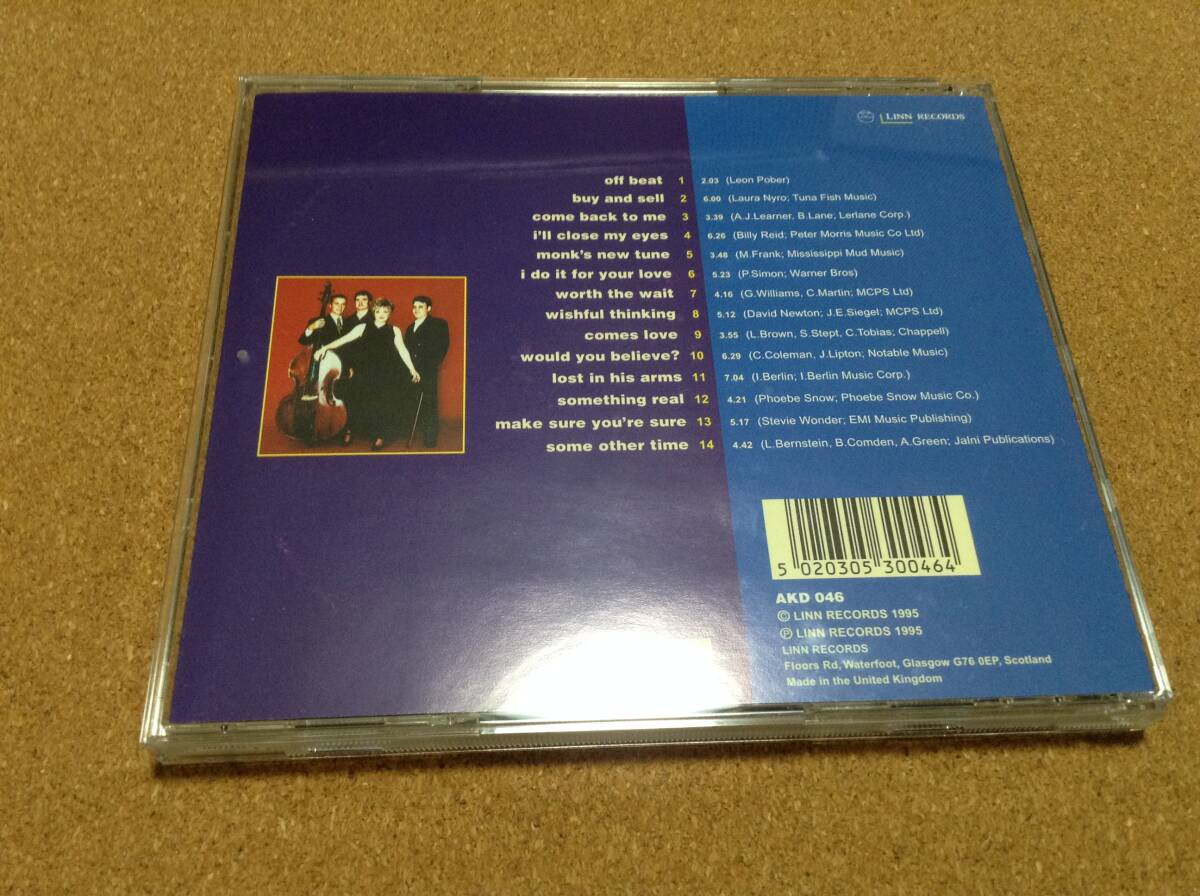 LINN RECORDS
off beat 1 2.03 (Leon Pober)
buy and sell 2 6.00 (Laura Nyro; Tuna Fish Music)
come back to me 3 3.39 (A.J.Learner, B.Lane; Lerlane Corp.)
i'll close my eyes 4 6.26 (Billy Reid; Peter Morris Music Co Ltd)
monk's new tune 5 3.48 (M.Frank; Mississippi Mud Music)
i do it for your love 6 5.23 (P.Simon; Warner Bros)
worth the wait 7 4.16 (G.Williams, C.Martin; MCPS Ltd)
wishful thinking 8 5.12 (David Newton; J.E.Siegel; MCPS Ltd)
comes love 9 3.55 (L.Brown, S.Stept, C.Tobias; Chappell)
would you believe? 10 6.29 (C.Coleman, J.Lipton; Notable Music)
lost in his arms 11 7.04 (I.Berlin; I.Berlin Music Corp.)
something real 12 4.21 (Phoebe Snow; Phoebe Snow Music Co.)
make sure you're sure 13 5.17 (Stevie Wonder; EMI Music Publishing)
some other time 14 4.42 (L.Bernstein, B.Comden, A.Green; Jalni Publications)
5 020305 300464
AKD 046
© LINN RECORDS 1995
℗ LINN RECORDS 1995
LINN RECORDS
Floors Rd, Waterfoot, Glasgow G76 0EP, Scotland
Made in the United Kingdom